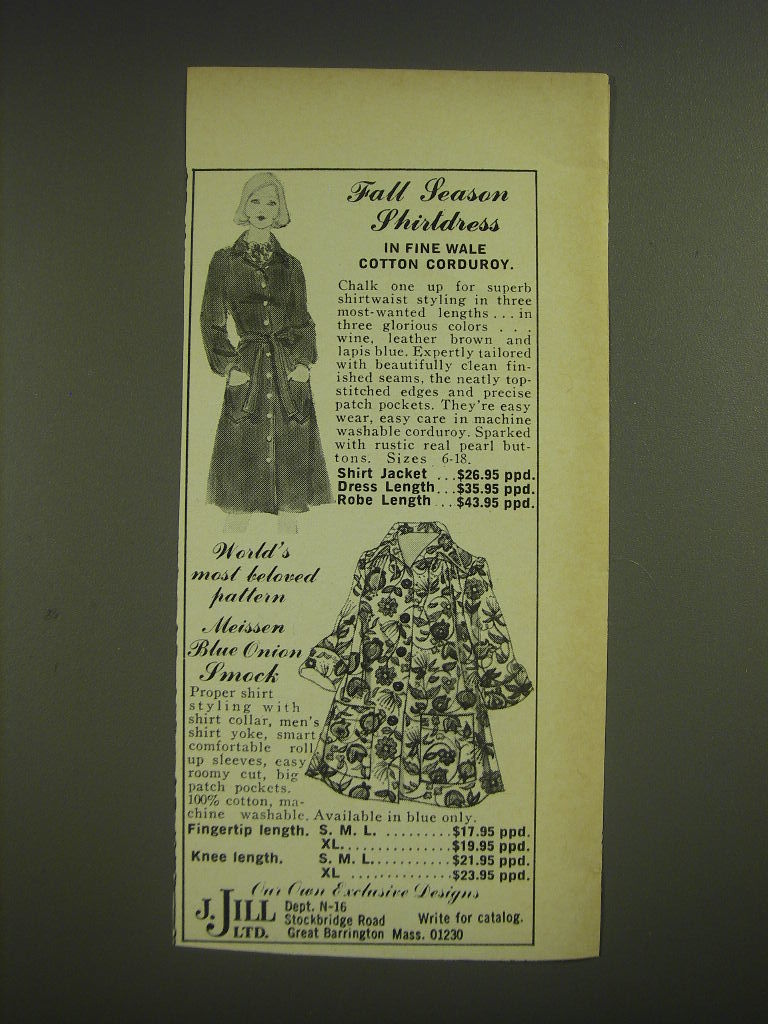 Fall Season
Shirtdress
IN FINE WALE
COTTON CORDUROY.
Chalk one up for superb
shirtwaist styling in three
most-wanted lengths . . . in
three glorious colors . . .
wine, leather brown and
lapis blue. Expertly tailored
with beautifully clean fin-
ished seams, the neatly top-
stitched edges and precise
patch pockets. They're easy
wear, easy care in machine
washable corduroy. Sparked
with rustic real pearl but-
tons. Sizes 6-18.
Shirt Jacket ...$26.95 ppd.
Dress Length...$35.95 ppd.
Robe Length ...$43.95 ppd.
World's
most beloved
pattern
Meissen
Blue Onion
Smock
Proper shirt
styling with
shirt collar, men's
shirt yoke, smart
comfortable roll
up sleeves, easy
roomy cut, big
patch pockets.
100% cotton, ma-
chine washable. Available in blue only.
Fingertip length. S. M. L. .........$17.95 ppd.
XL..............$19.95 ppd.
Knee length. S. M. L...........$21.95 ppd.
XL .............$23.95 ppd.
Our Own Exclusive Designs
J. JILL LTD.
Dept. N-16
Stockbridge Road Write for catalog.
Great Barrington Mass. 01230